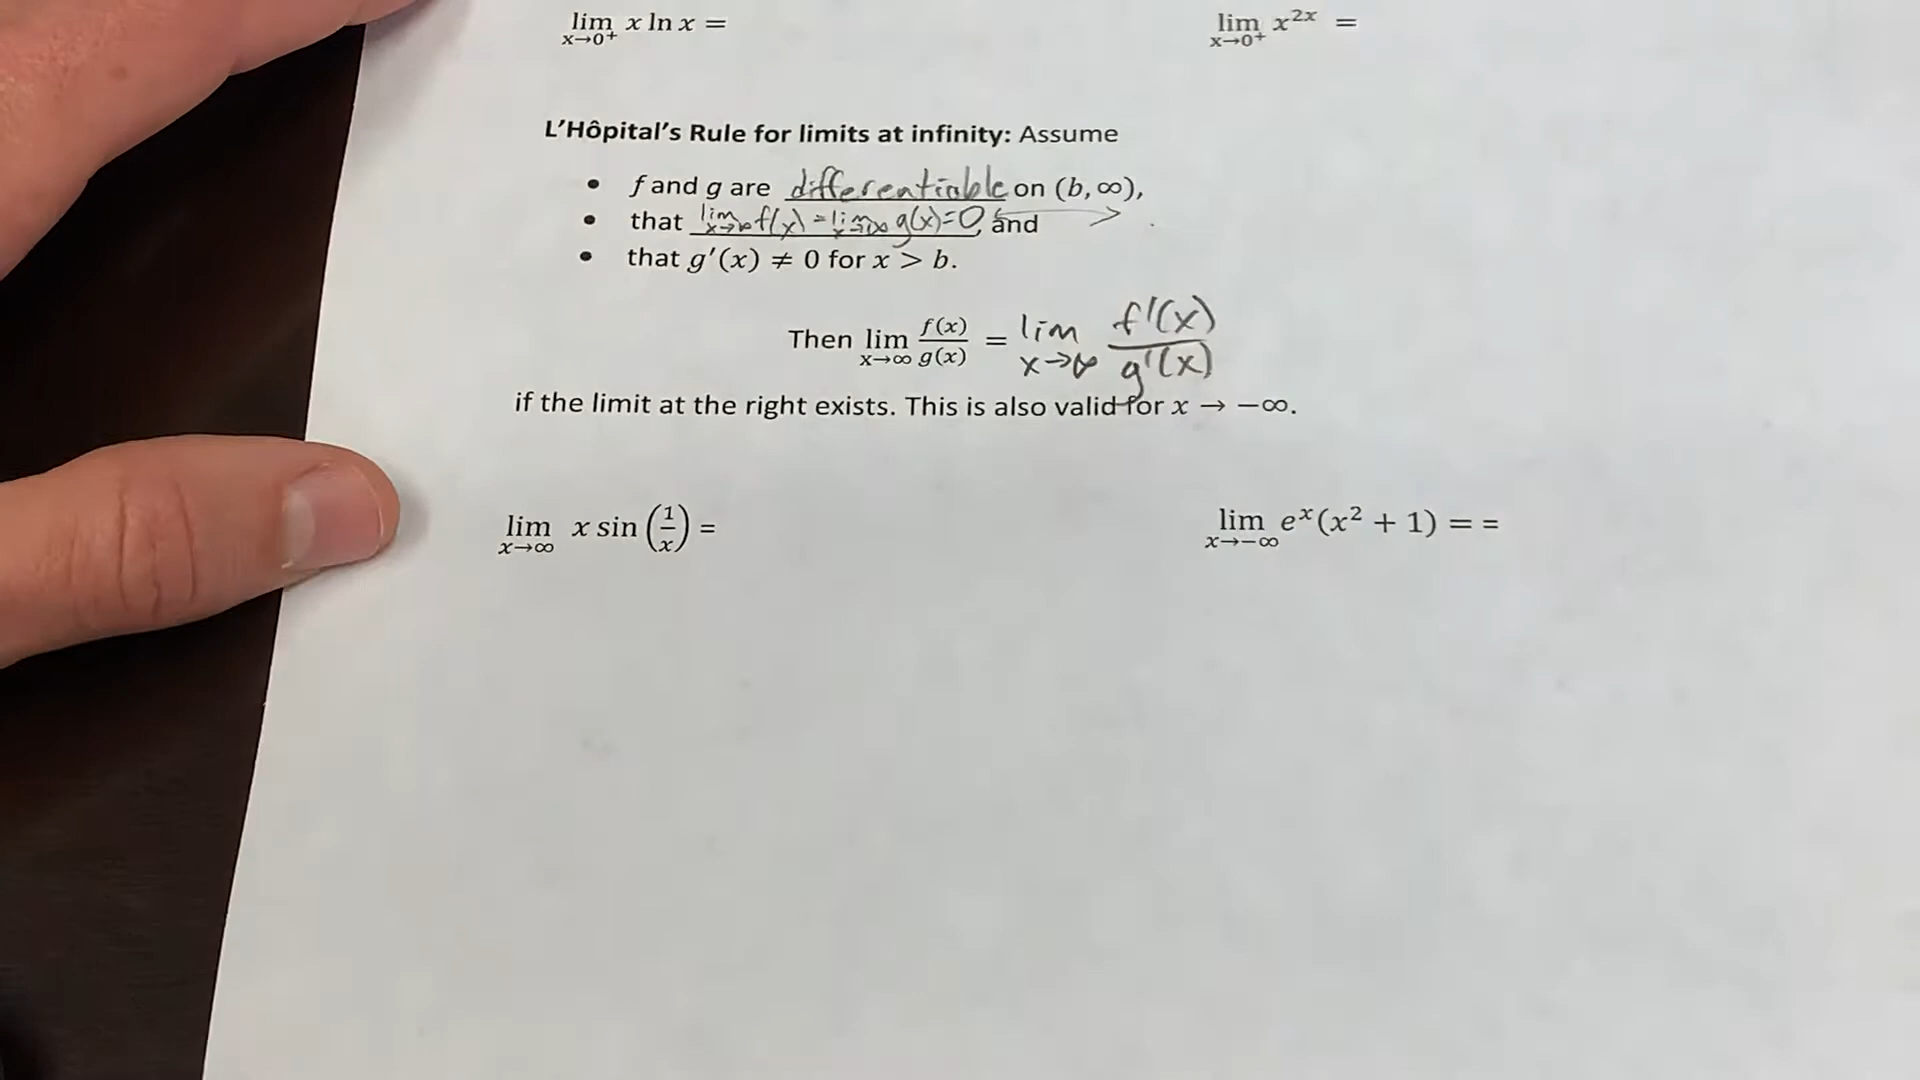 lim x→0⁺ x ln x =
lim x→0⁺ x²ˣ =
L'Hôpital's Rule for limits at infinity: Assume
• f and g are differentiable on (b, ∞),
• that lim x→∞ f(x) = lim x→∞ g(x) = 0, and
• that g′(x) ≠ 0 for x > b.
Then lim x→∞ f(x)/g(x) = lim x→∞ f'(x)/g'(x)
if the limit at the right exists. This is also valid for x → −∞.
lim x→∞ x sin (1/x) =
lim x→−∞ eˣ(x² + 1) = =